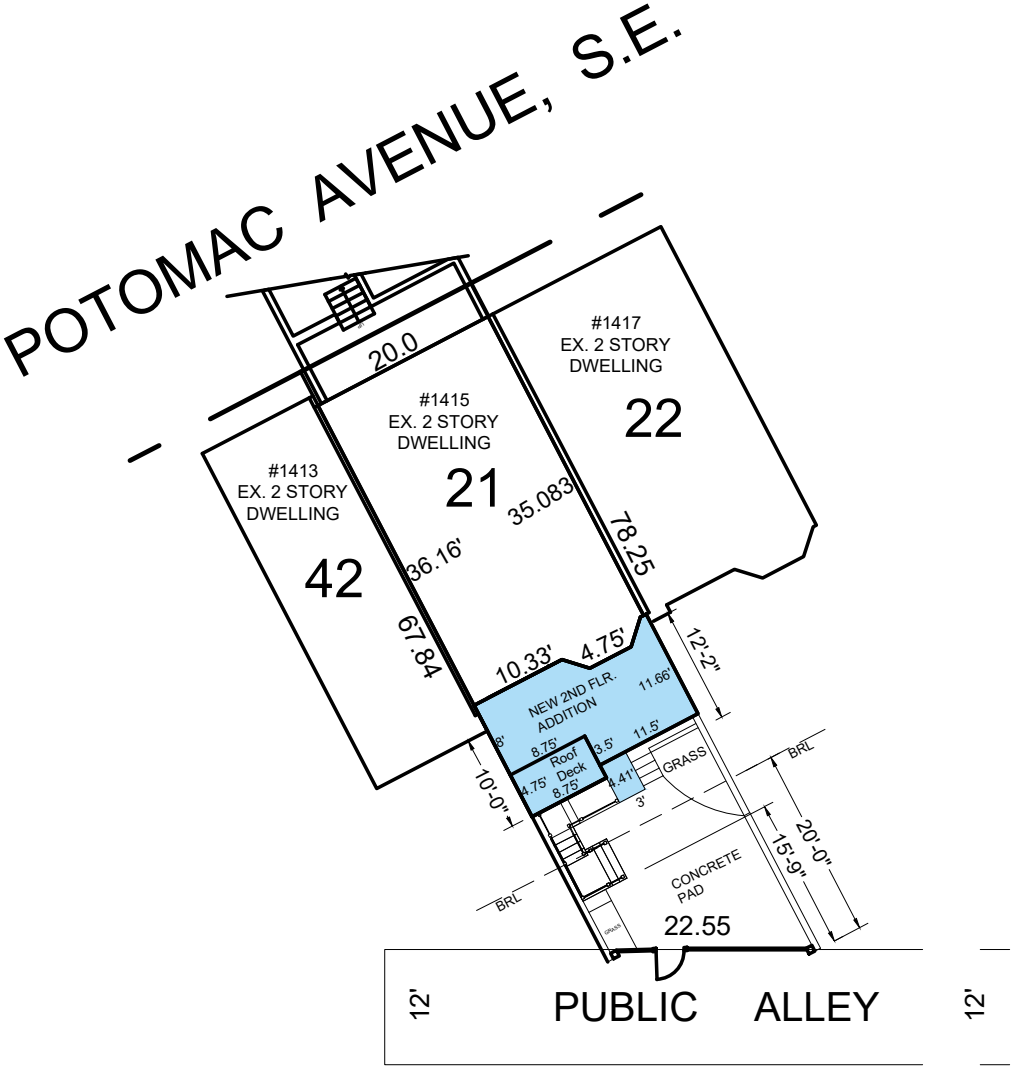 POTOMAC AVENUE, S.E.
20.0
#1417
EX. 2 STORY
DWELLING
22
#1415
EX. 2 STORY
DWELLING
21
#1413
EX. 2 STORY
DWELLING
42
35.083
36.16'
78.25
67.84
10.33'
4.75'
12'-2"
NEW 2ND FLR.
ADDITION
11.66'
8'
8.75'
3.5'
11.5'
Roof
Deck
4.75'
8.75'
4.41'
3'
10'-0"
GRASS
BRL
20'-0"
15'-9"
CONCRETE
PAD
BRL
GRASS
22.55
12'
PUBLIC ALLEY
12'